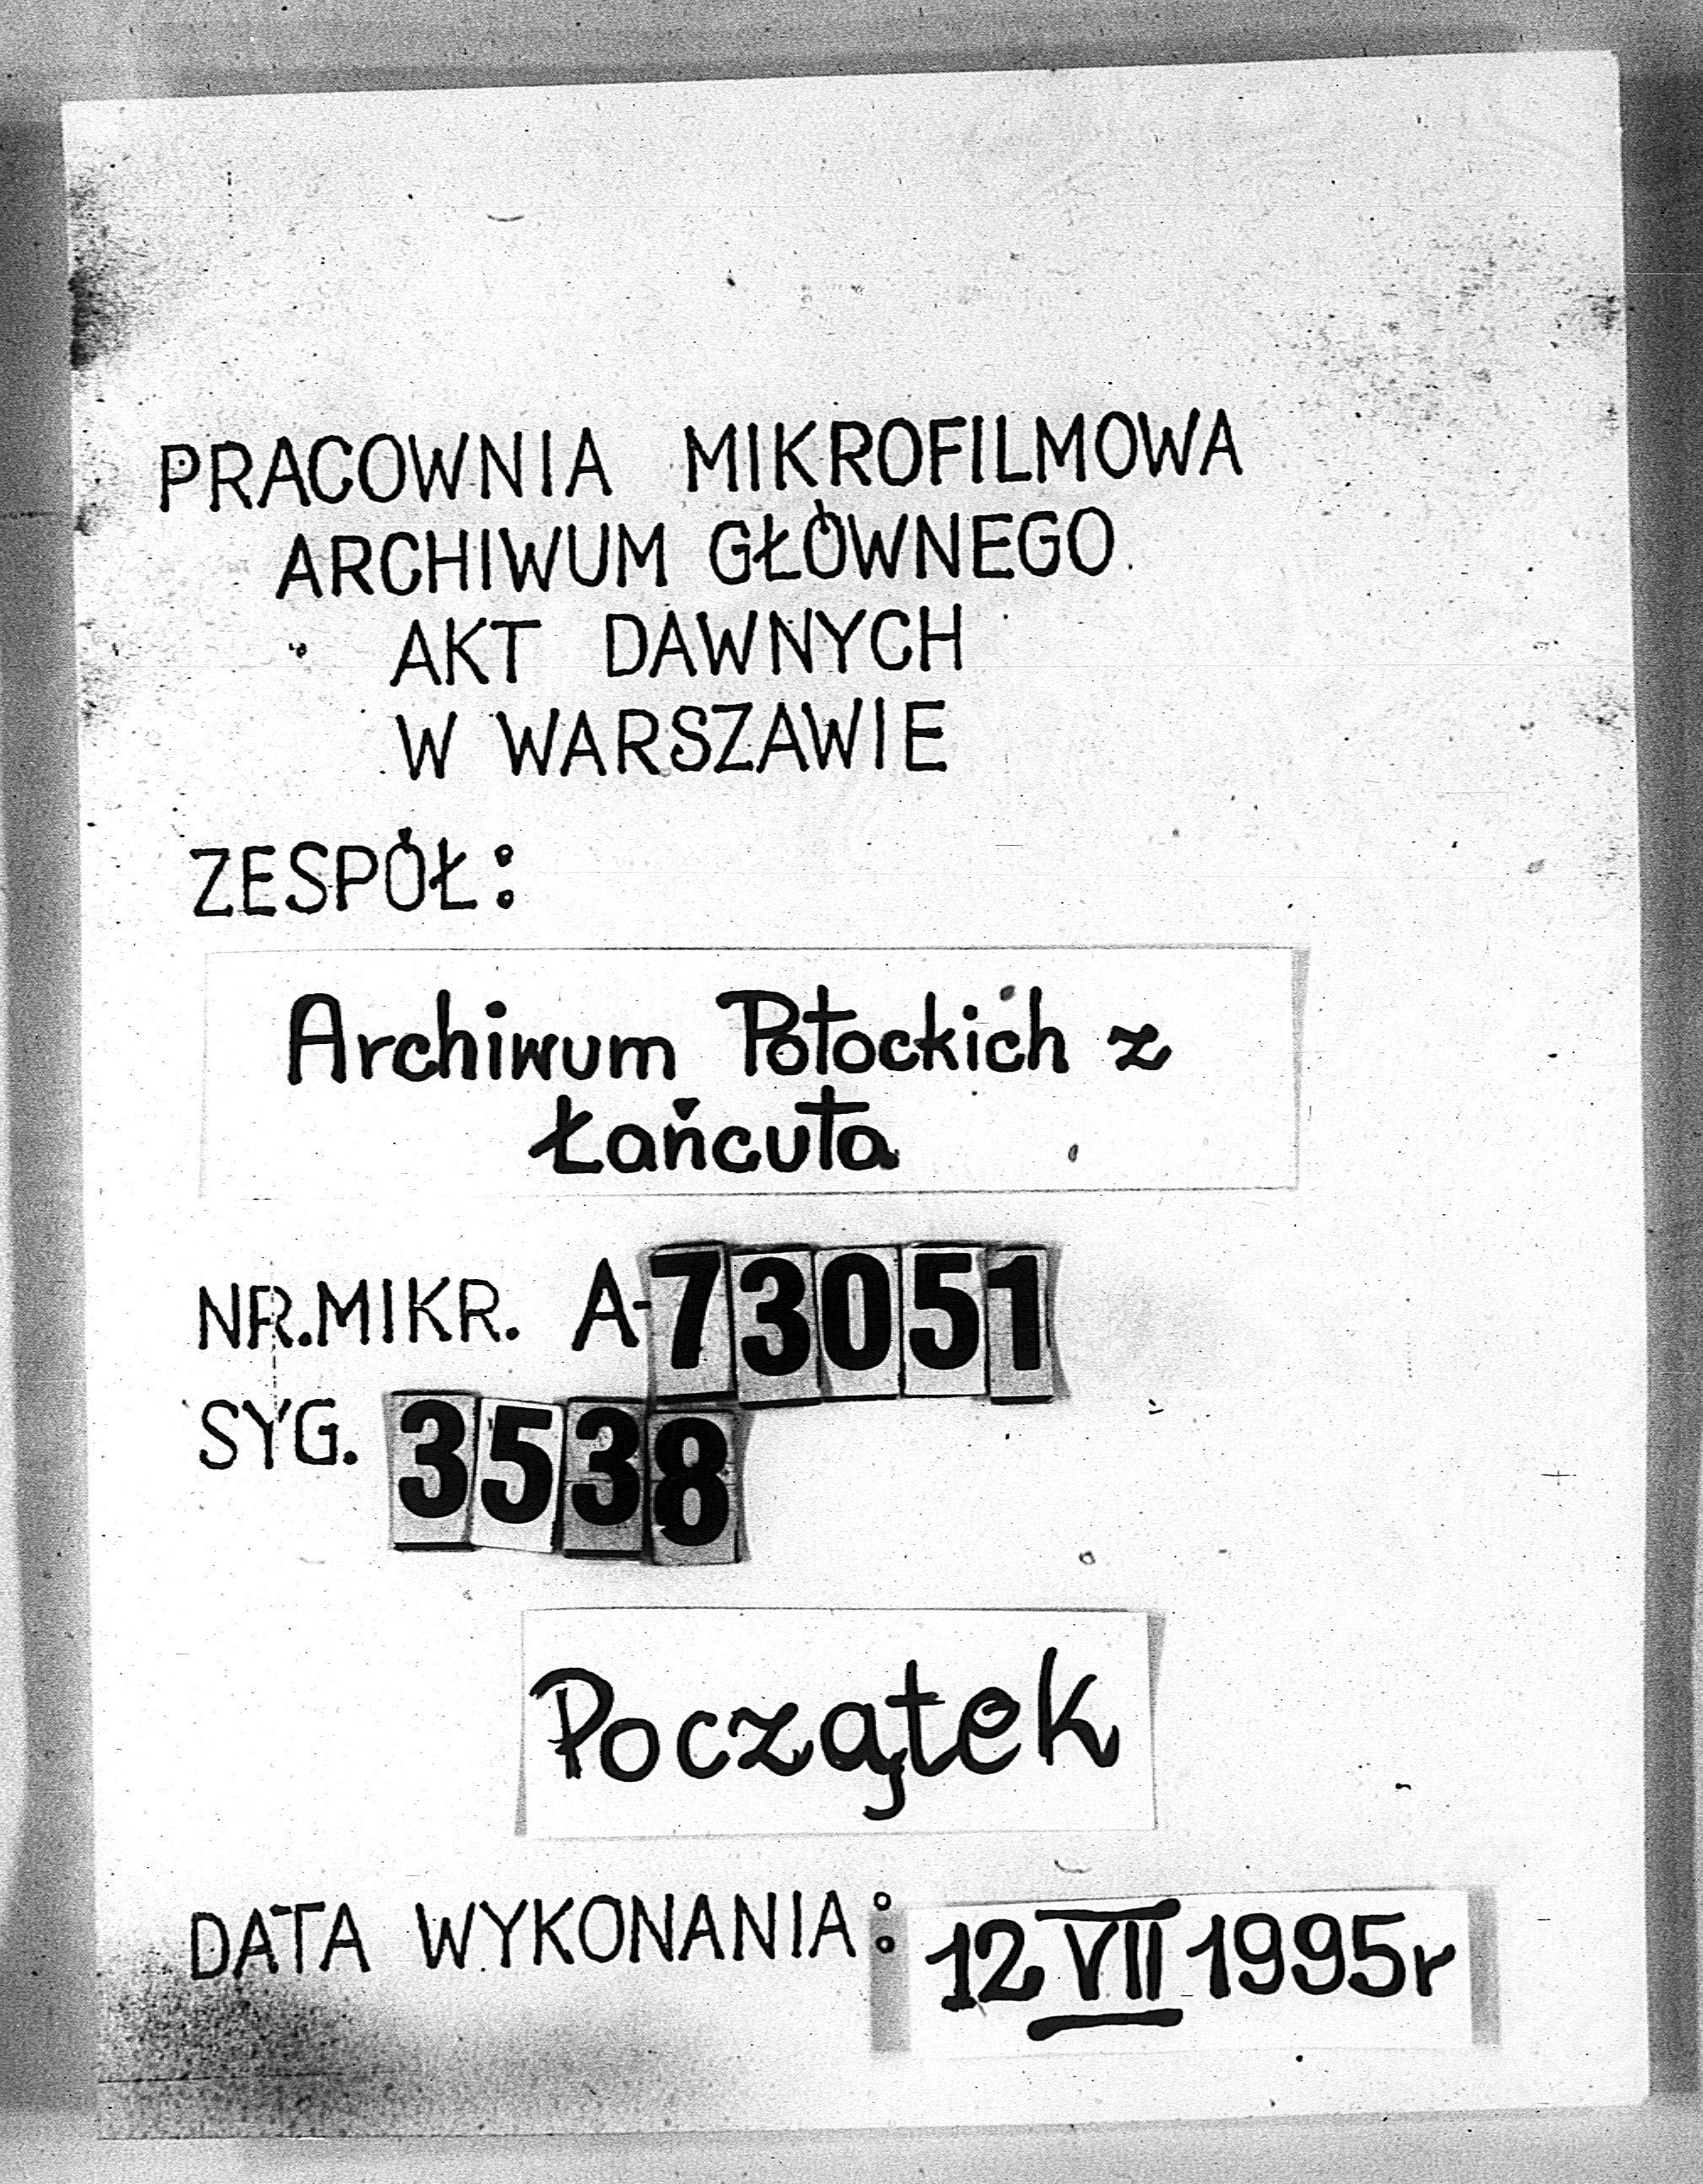 PRACOWNIA MIKROFILMOWA
ARCHIWUM GŁÓWNEGO
AKT DAWNYCH
W WARSZAWIE
ZESPÓŁ:
Archiwum Potockich z
Łańcuta
NR.MIKR. A-73051
SYG. 3538
Początek
DATA WYKONANIA: 12 VII 1995r